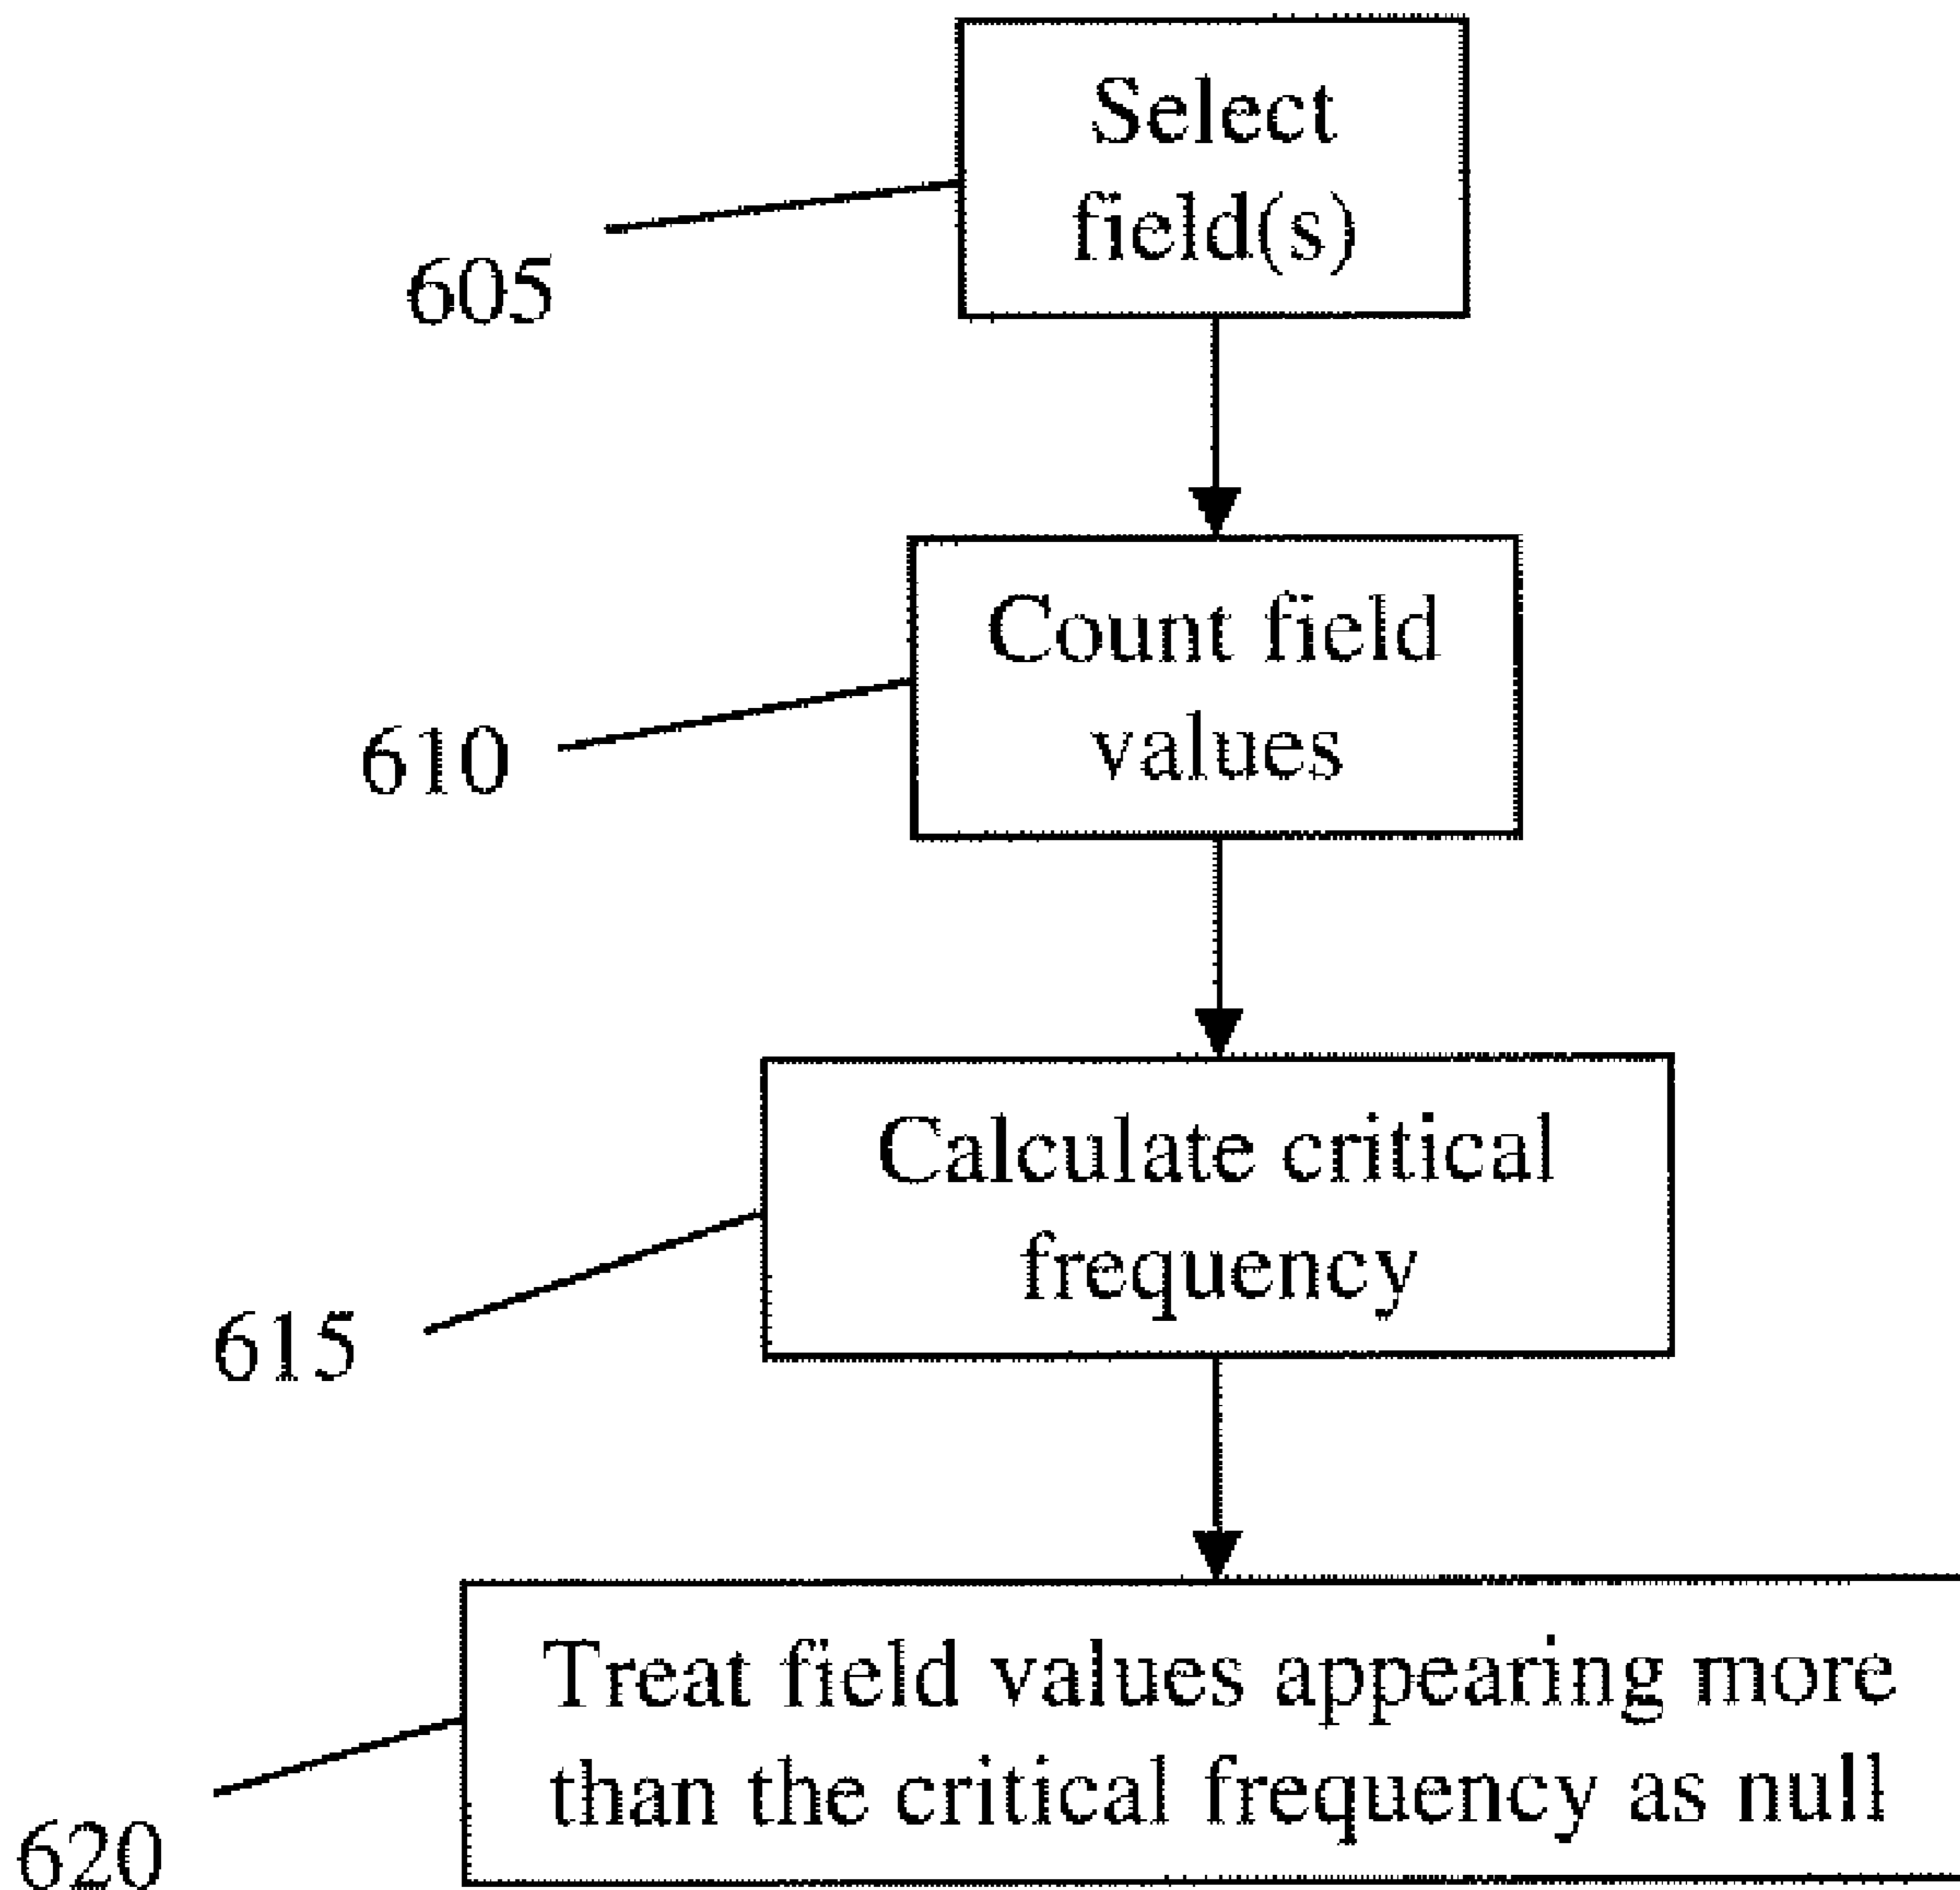 Select
field(s)
605
Count field
values
610
Calculate critical
frequency
615
Treat field values appearing more
than the critical frequency as null
620